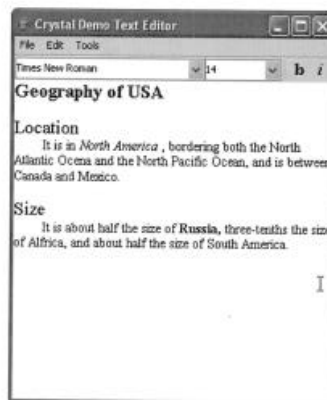 Crystal Demo Text Editor
File Edit Tools
Times New Roman 14 b i
Geography of USA
Location
It is in North America , bordering both the North
Atlantic Ocena and the North Pacific Ocean, and is between
Canada and Mexico.
Size
It is about half the size of Russia, three-tenths the size
of Alfrica, and about half the size of South America.